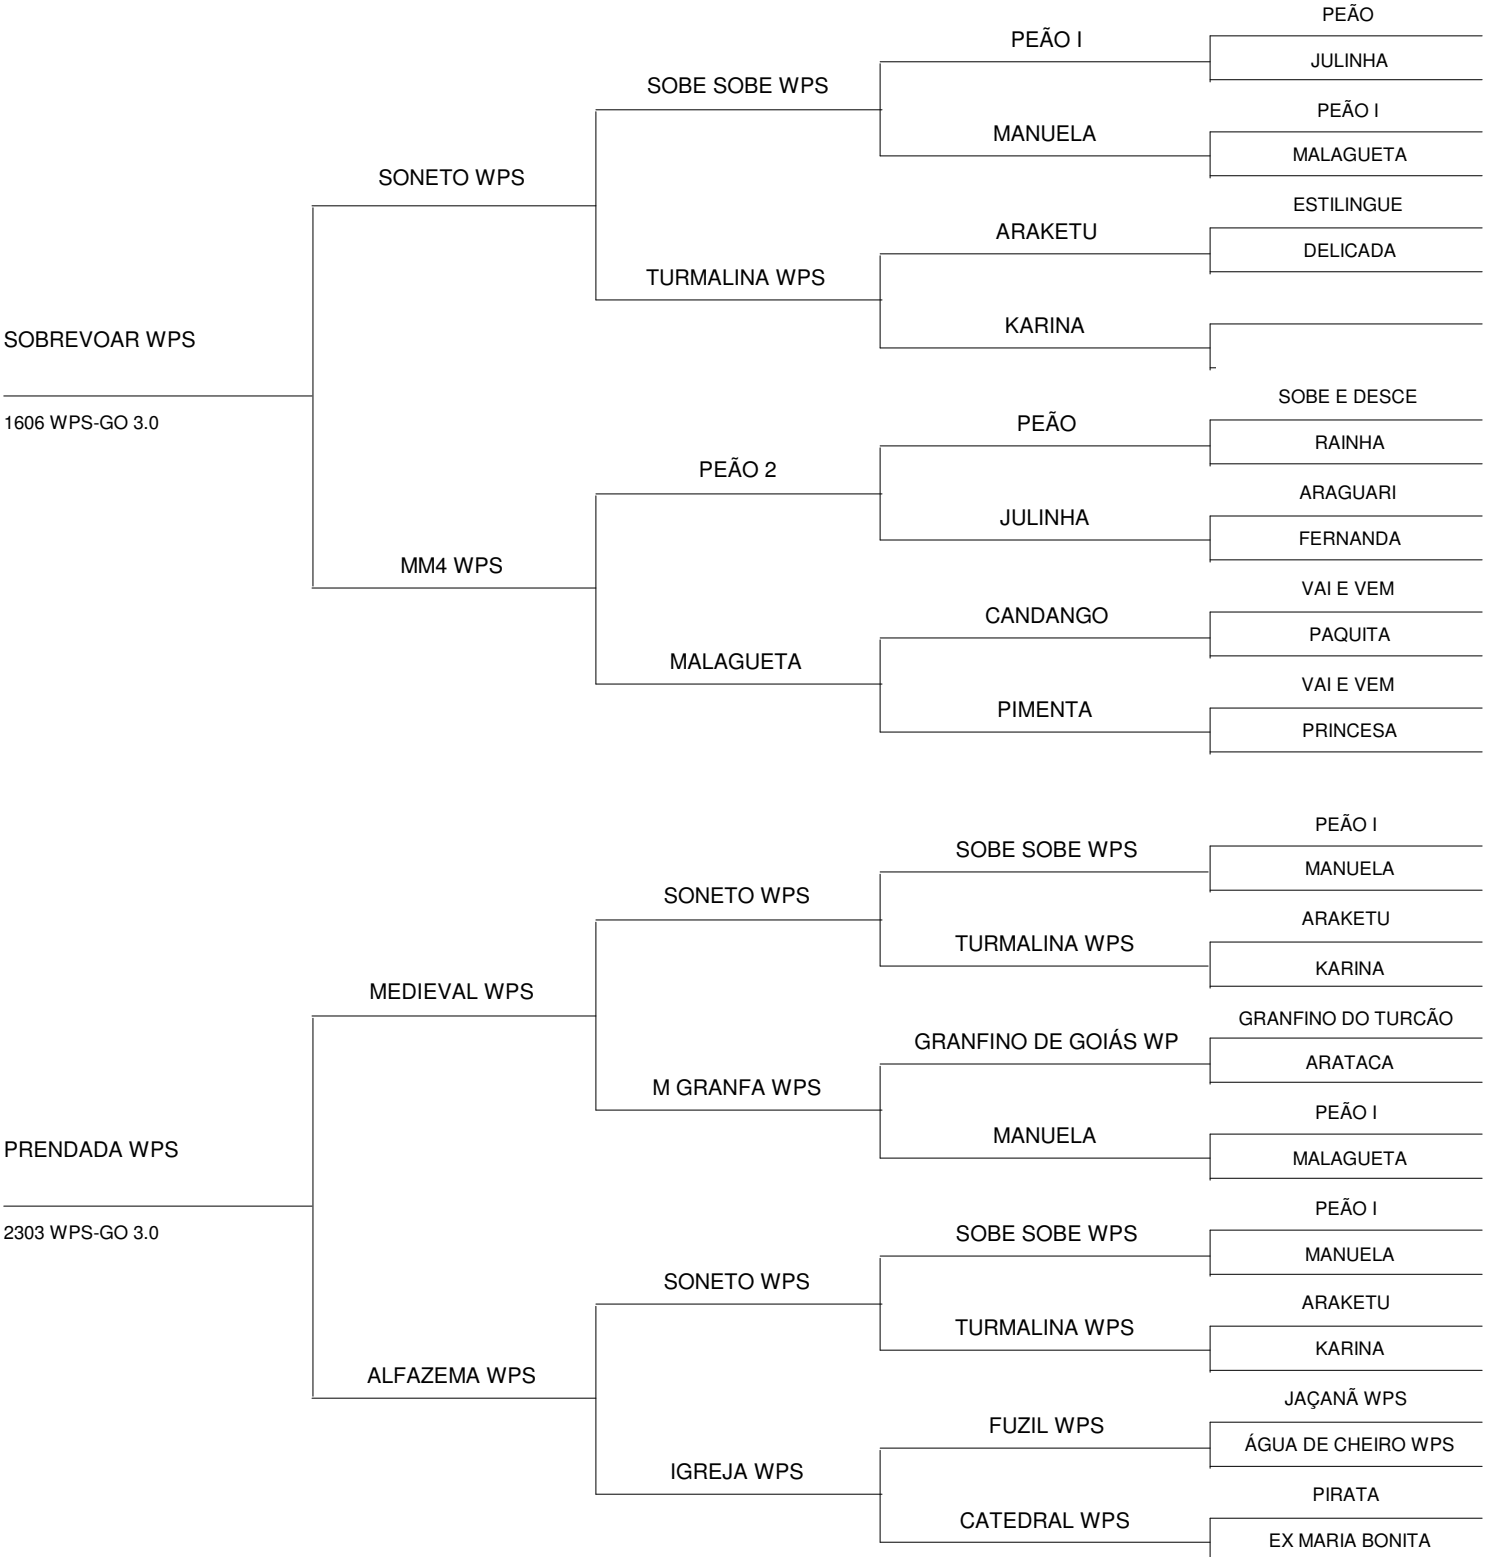 PEÃO
PEÃO I
JULINHA
SOBE SOBE WPS
PEÃO I
MANUELA
MALAGUETA
SONETO WPS
ESTILINGUE
ARAKETU
DELICADA
TURMALINA WPS
KARINA
SOBREVOAR WPS
SOBE E DESCE
1606 WPS-GO 3.0
PEÃO
RAINHA
PEÃO 2
ARAGUARI
JULINHA
FERNANDA
MM4 WPS
VAI E VEM
CANDANGO
PAQUITA
MALAGUETA
VAI E VEM
PIMENTA
PRINCESA
PEÃO I
SOBE SOBE WPS
MANUELA
SONETO WPS
ARAKETU
TURMALINA WPS
KARINA
MEDIEVAL WPS
GRANFINO DO TURCÃO
GRANFINO DE GOIÁS WP
ARATACA
M GRANFA WPS
PEÃO I
MANUELA
MALAGUETA
PRENDADA WPS
PEÃO I
2303 WPS-GO 3.0
SOBE SOBE WPS
MANUELA
SONETO WPS
ARAKETU
TURMALINA WPS
KARINA
ALFAZEMA WPS
JAÇANÃ WPS
FUZIL WPS
ÁGUA DE CHEIRO WPS
IGREJA WPS
PIRATA
CATEDRAL WPS
EX MARIA BONITA